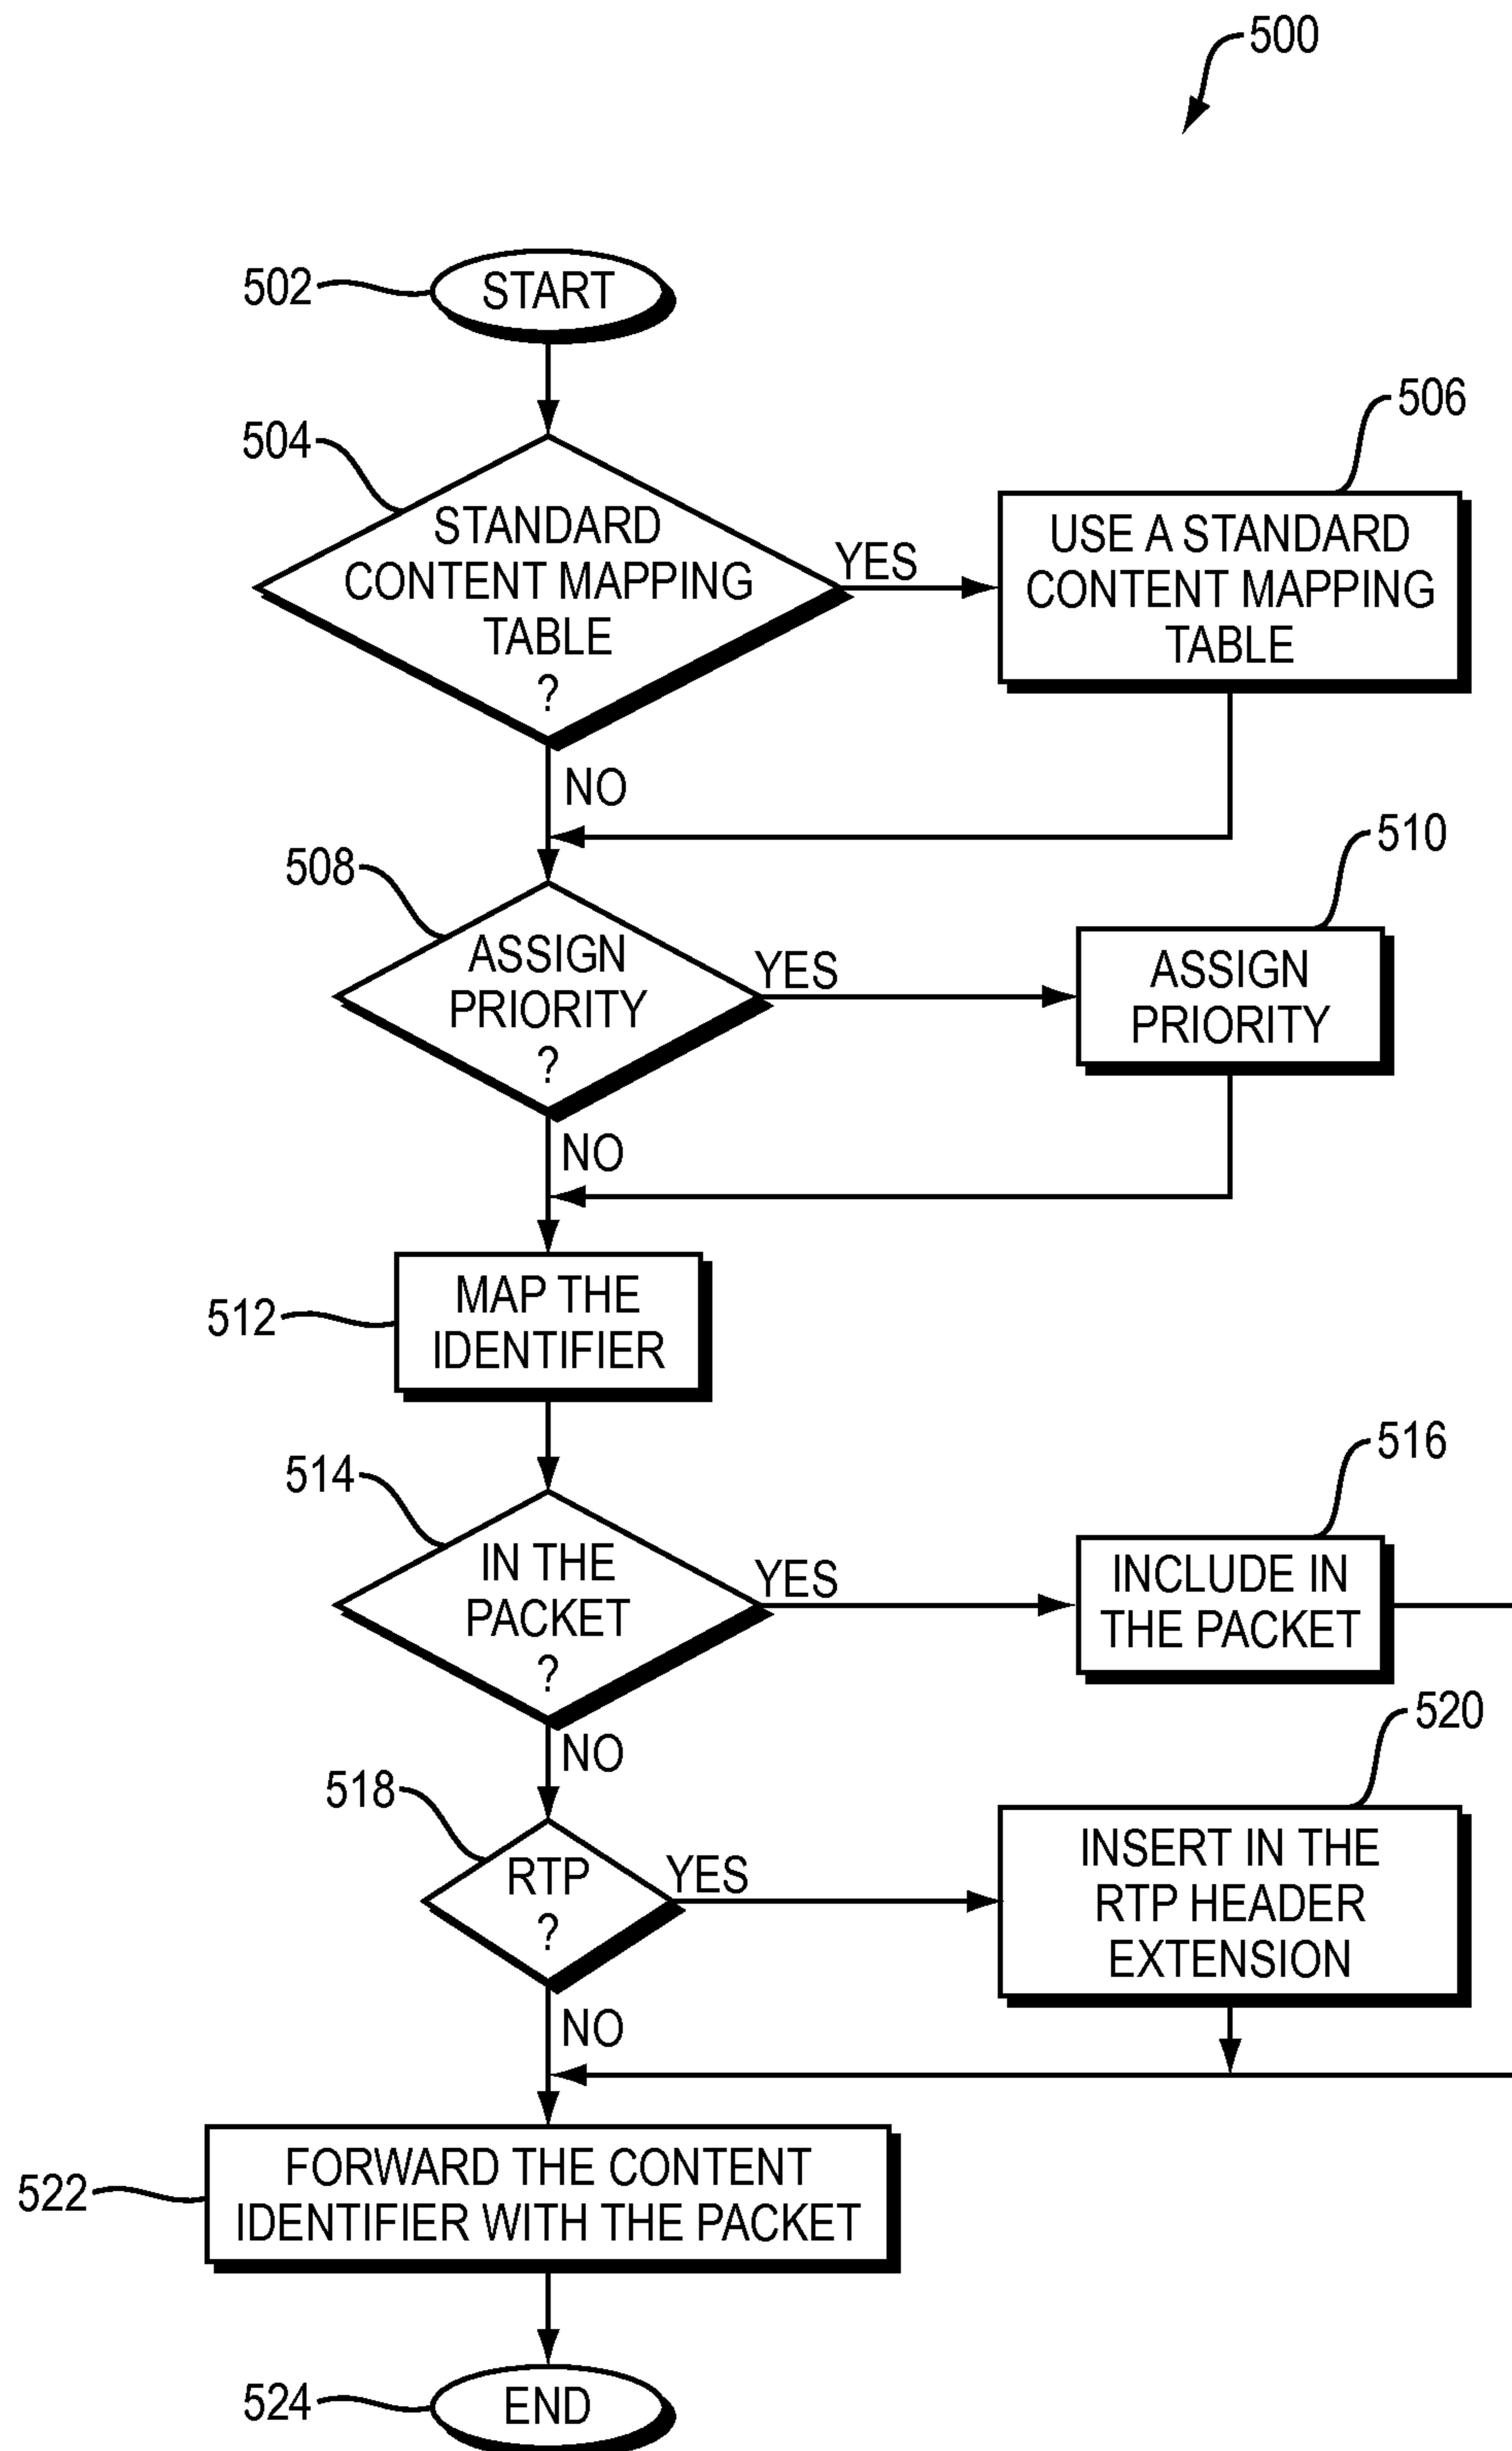 500
502
START
504
STANDARD
CONTENT MAPPING
TABLE
?
YES
506
USE A STANDARD
CONTENT MAPPING
TABLE
NO
508
ASSIGN
PRIORITY
?
YES
510
ASSIGN
PRIORITY
NO
512
MAP THE
IDENTIFIER
514
IN THE
PACKET
?
YES
516
INCLUDE IN
THE PACKET
NO
518
RTP
?
YES
520
INSERT IN THE
RTP HEADER
EXTENSION
NO
522
FORWARD THE CONTENT
IDENTIFIER WITH THE PACKET
524
END